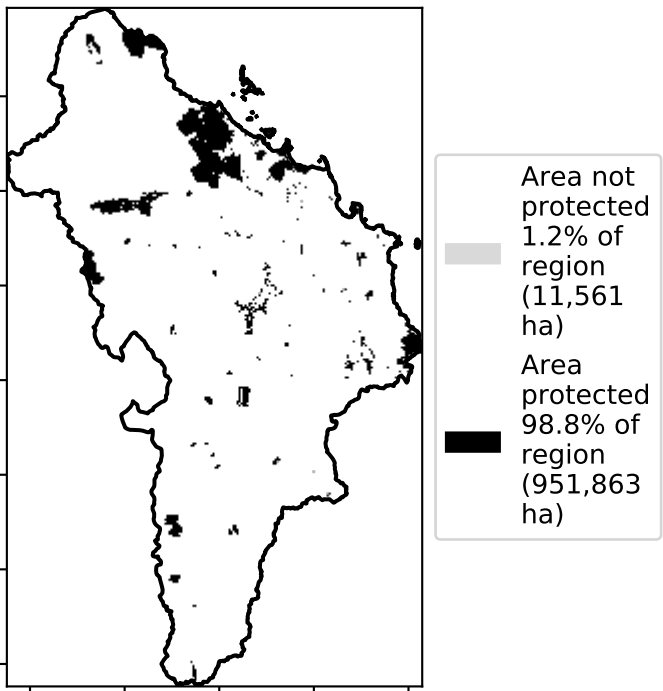 Area not
protected
1.2% of
region
(11,561
ha)
Area
protected
98.8% of
region
(951,863
ha)